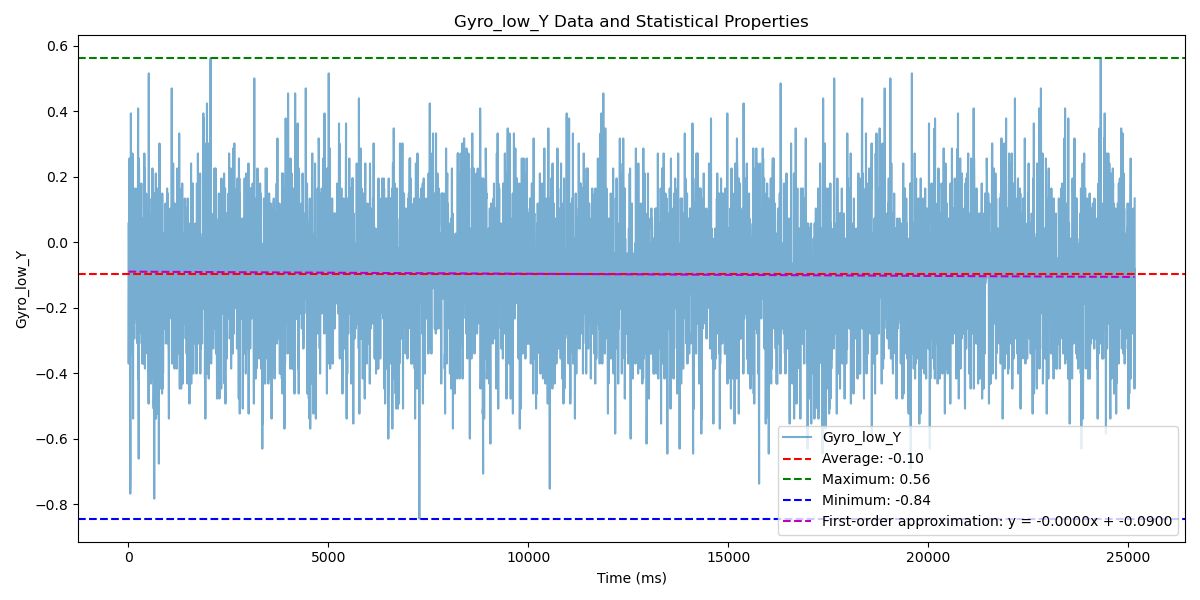 Gyro_low_Y Data and Statistical Properties
0.6
0.4
0.2
0.0
−0.2
−0.4
−0.6
−0.8
Gyro_low_Y
Gyro_low_Y
Average: -0.10
Maximum: 0.56
Minimum: -0.84
First-order approximation: y = -0.0000x + -0.0900
0
5000
10000
15000
20000
25000
Time (ms)